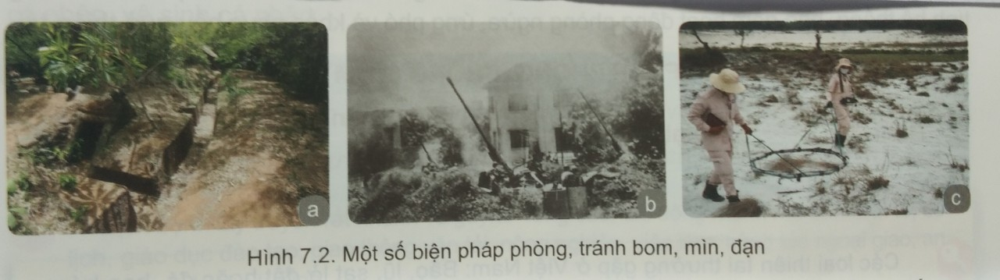 a
b
c
Hình 7.2. Một số biện pháp phòng, tránh bom, mìn, đạn